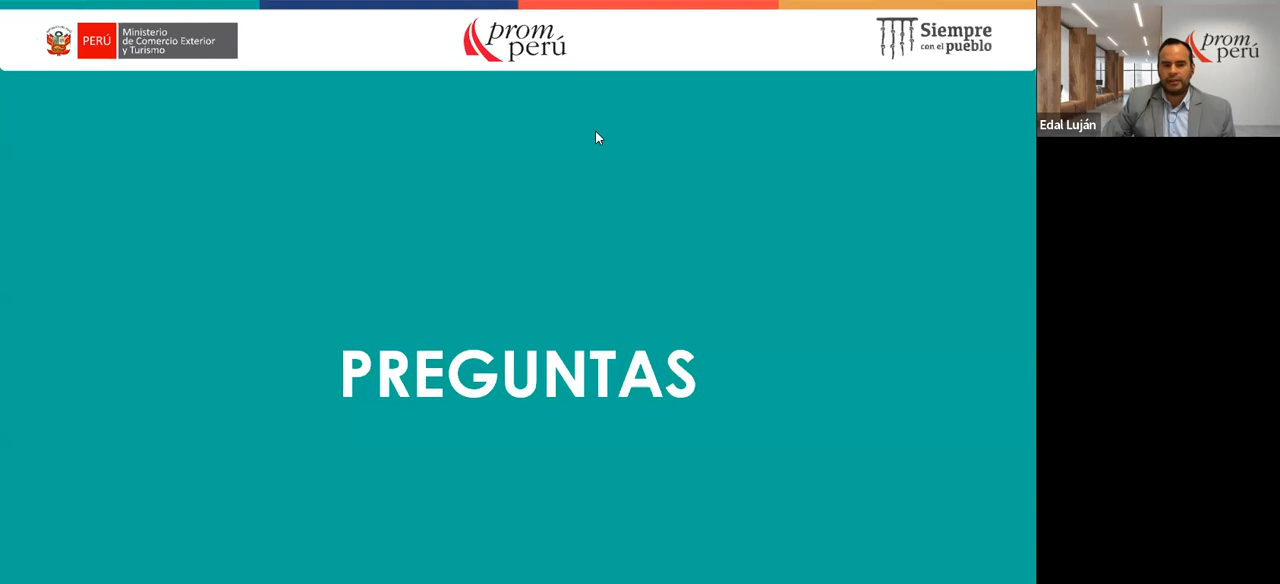 PERÚ
Ministerio
de Comercio Exterior
y Turismo
prom
perú
Siempre
con el pueblo
prom
perú
Edal Luján
PREGUNTAS